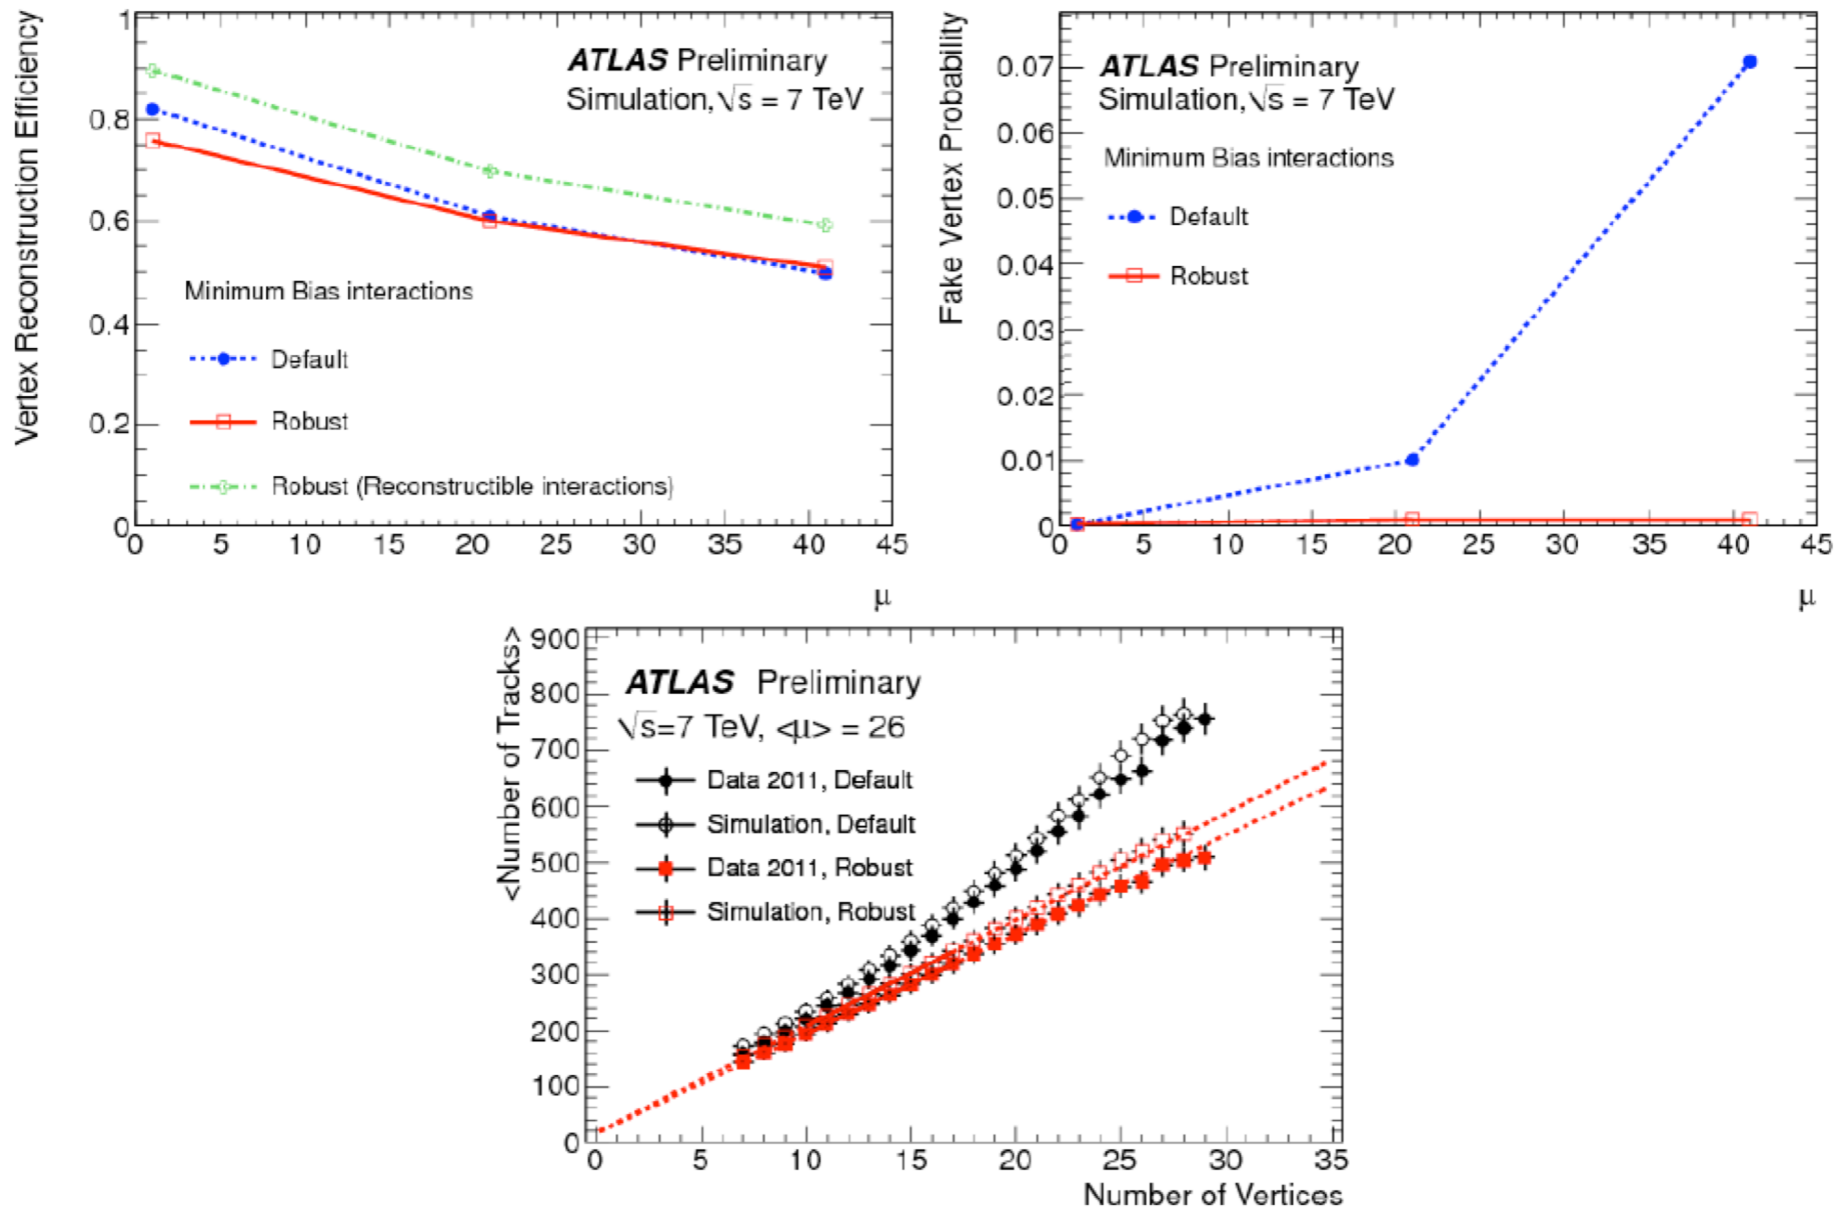 Vertex Reconstruction Efficiency
1
0.8
0.6
0.4
0.2
0
ATLAS Preliminary
Simulation, √s = 7 TeV
Minimum Bias interactions
Default
Robust
Robust (Reconstructible interactions)
0 5 10 15 20 25 30 35 40 45
μ
Fake Vertex Probability
0.07
0.06
0.05
0.04
0.03
0.02
0.01
0
ATLAS Preliminary
Simulation, √s = 7 TeV
Minimum Bias interactions
Default
Robust
0 5 10 15 20 25 30 35 40 45
μ
<Number of Tracks>
900
800
700
600
500
400
300
200
100
0
ATLAS Preliminary
√s=7 TeV, <μ> = 26
Data 2011, Default
Simulation, Default
Data 2011, Robust
Simulation, Robust
0 5 10 15 20 25 30 35
Number of Vertices